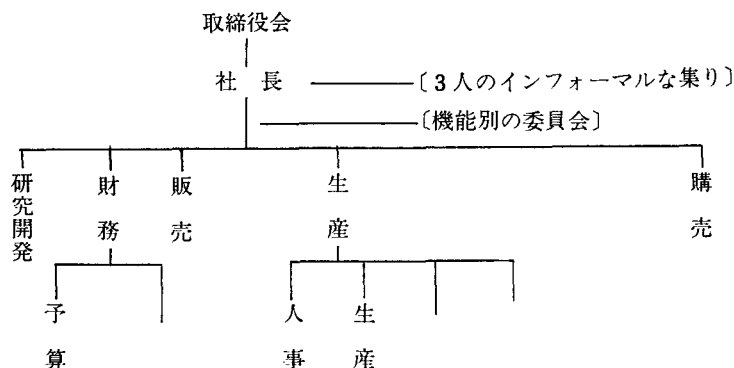 取締役会
社長
〔3人のインフォーマルな集り〕
〔機能別の委員会〕
研究開発
財務
販売
生産
購売
予算
人事
生産